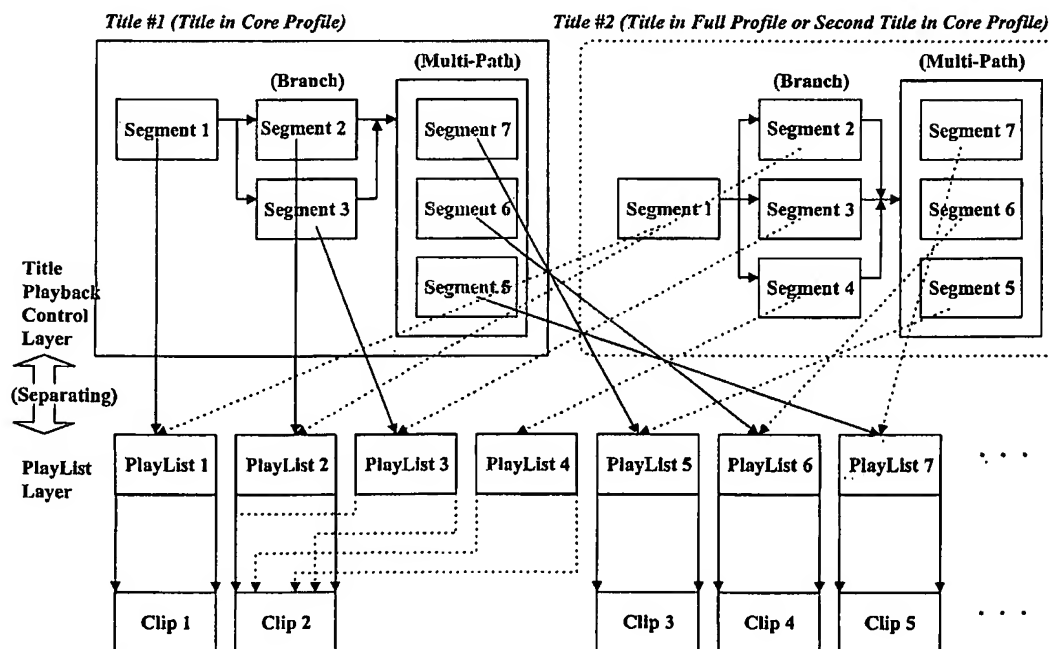 Title #1 (Title in Core Profile)
Title #2 (Title in Full Profile or Second Title in Core Profile)
(Branch)
(Multi-Path)
Segment 1
Segment 2
Segment 3
Segment 7
Segment 6
Segment 5
(Branch)
(Multi-Path)
Segment 1
Segment 2
Segment 3
Segment 4
Segment 7
Segment 6
Segment 5
Title
Playback
Control
Layer
(Separating)
PlayList
Layer
PlayList 1
PlayList 2
PlayList 3
PlayList 4
PlayList 5
PlayList 6
PlayList 7
. . .
Clip 1
Clip 2
Clip 3
Clip 4
Clip 5
. . .